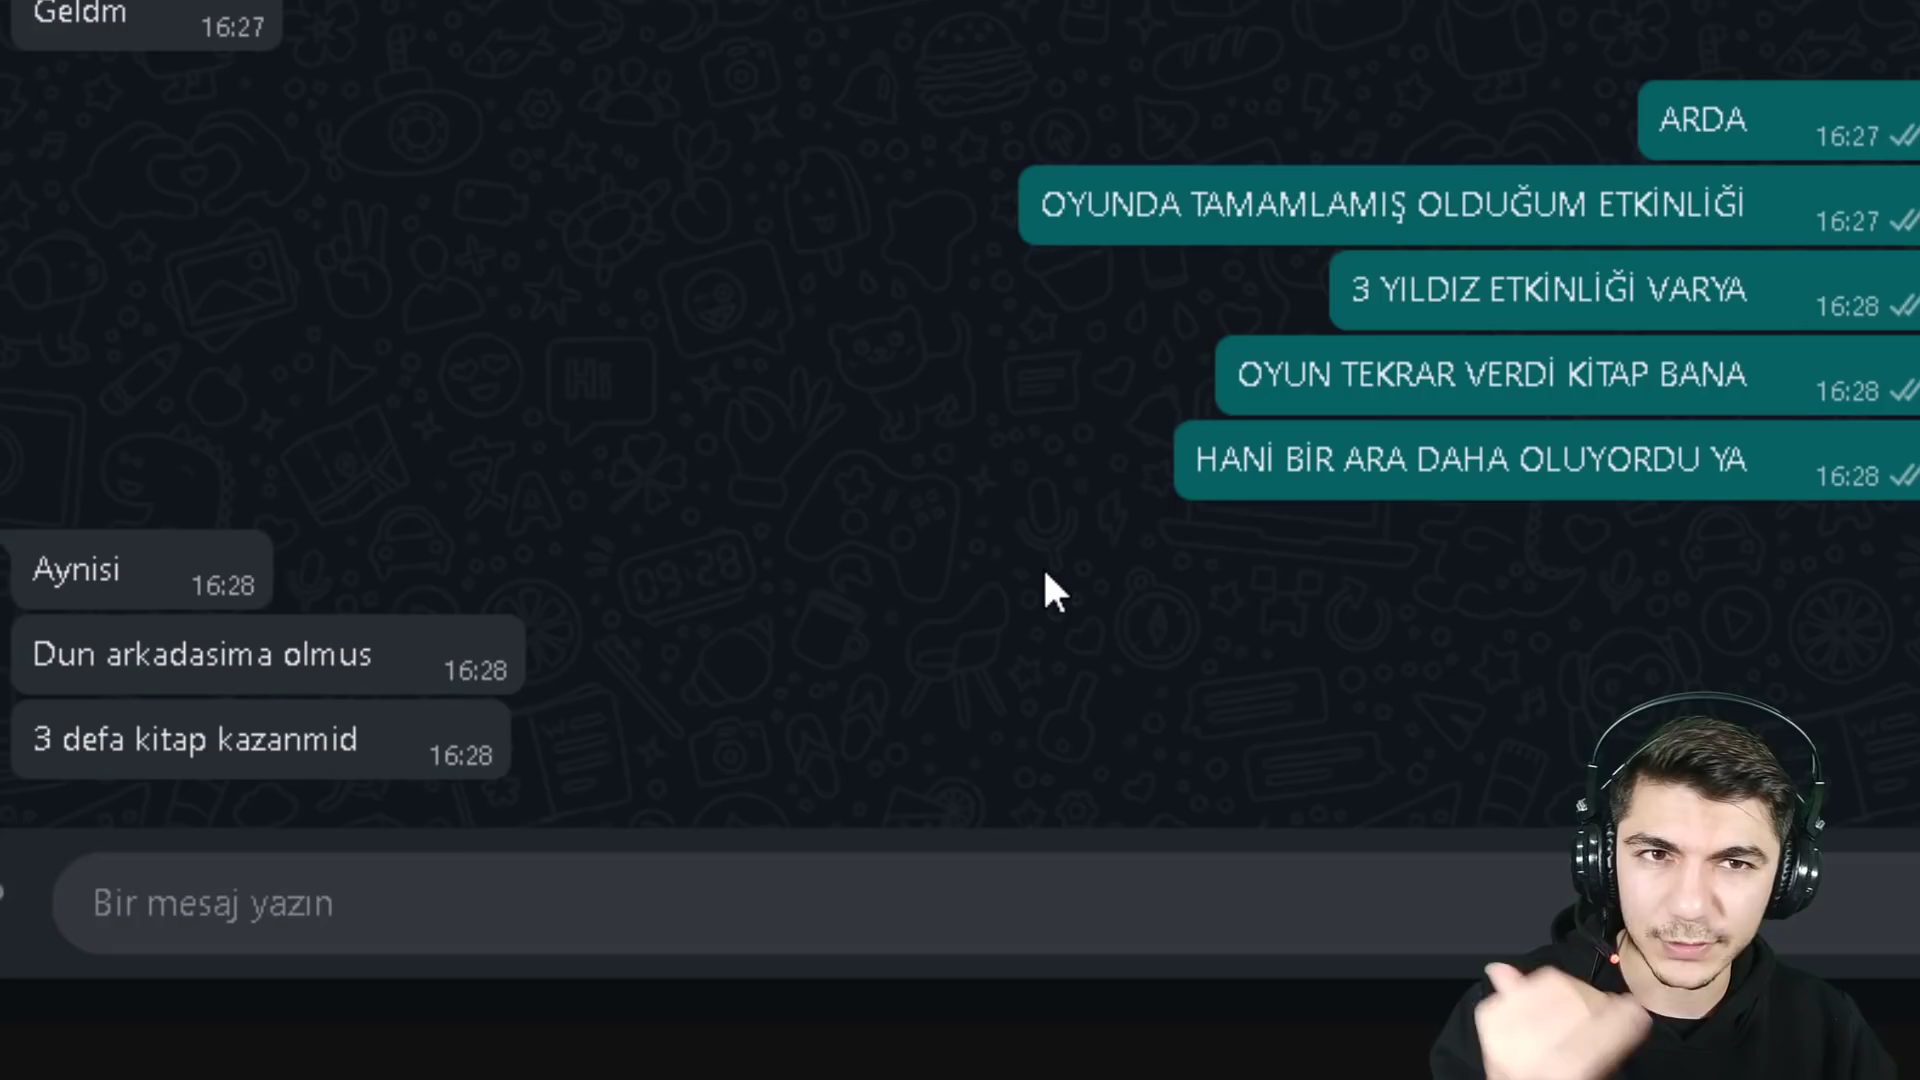 Geldm
16:27
ARDA
16:27
OYUNDA TAMAMLAMIŞ OLDUĞUM ETKİNLİĞİ
16:27
3 YILDIZ ETKİNLİĞİ VARYA
16:28
OYUN TEKRAR VERDİ KİTAP BANA
16:28
HANİ BİR ARA DAHA OLUYORDU YA
16:28
Aynisi
16:28
Dun arkadasima olmus
16:28
3 defa kitap kazanmid
16:28
Bir mesaj yazın